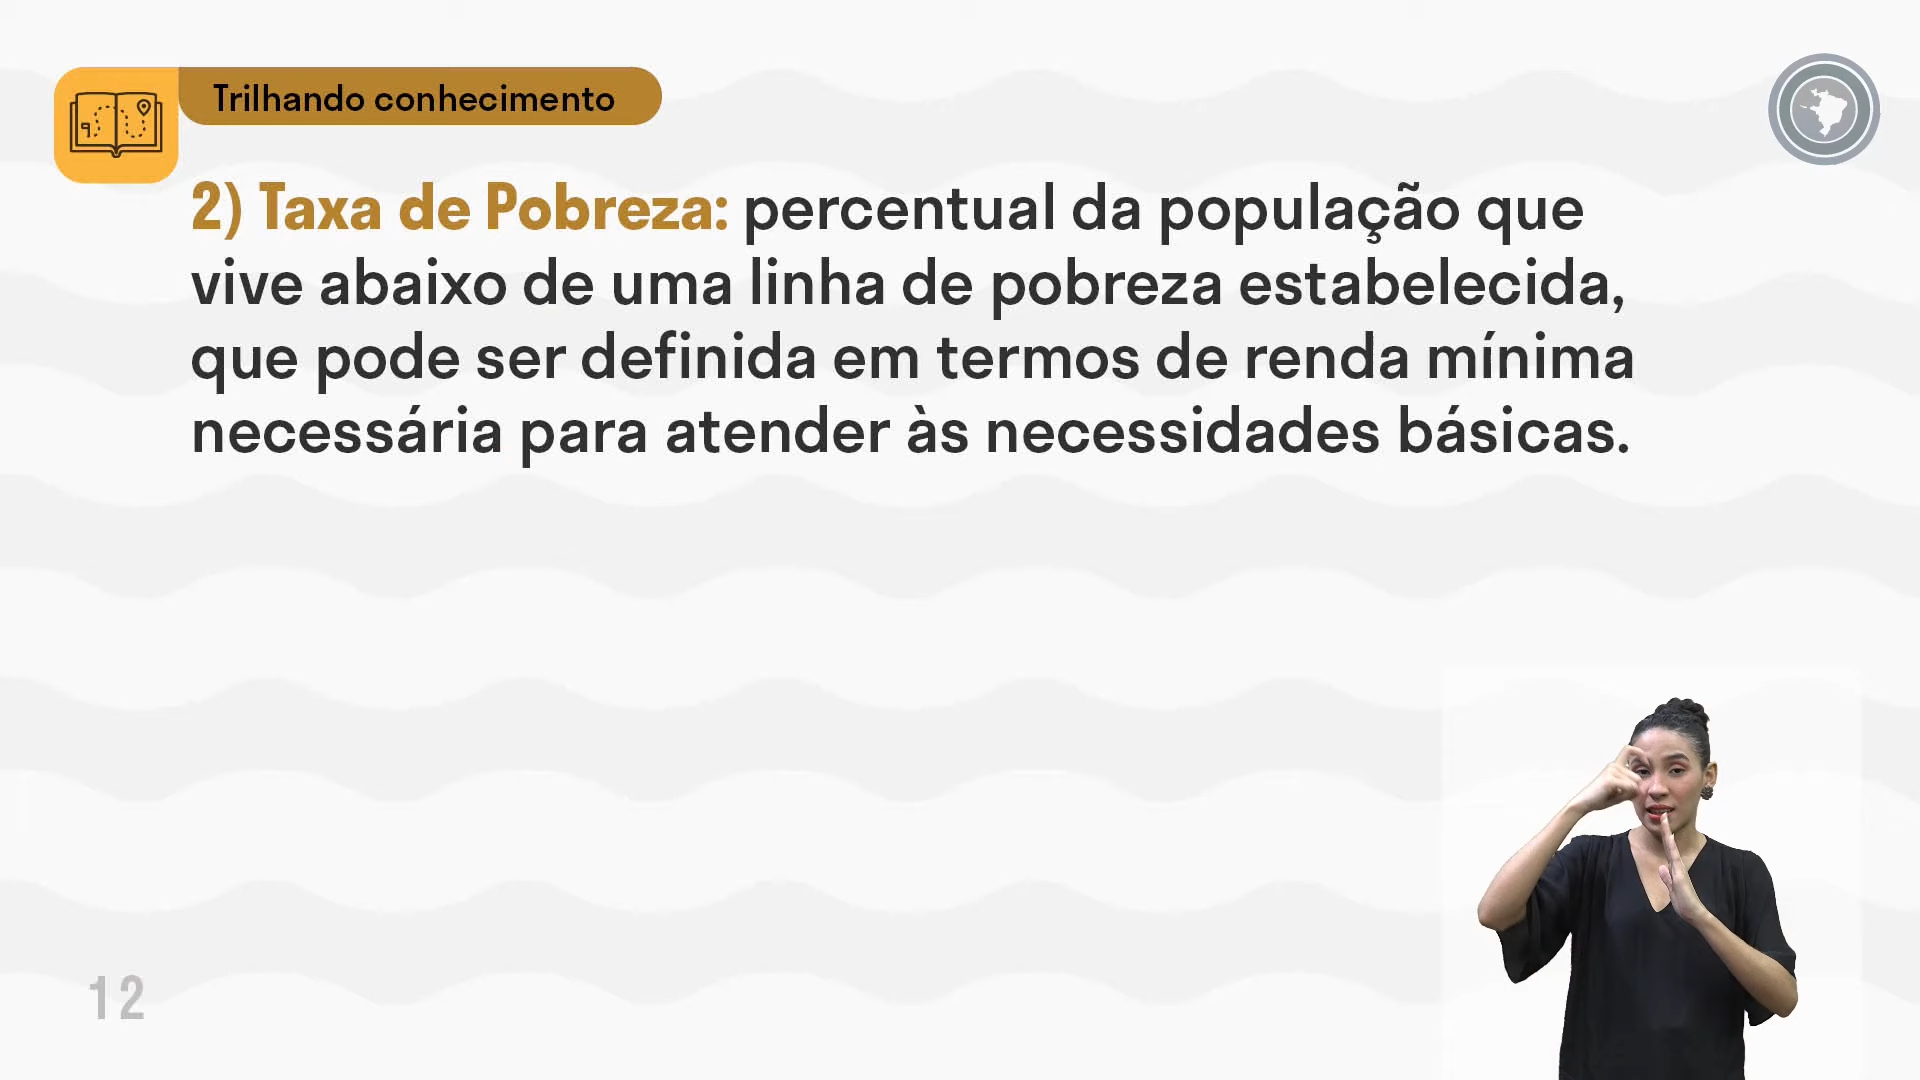 Trilhando conhecimento
2) Taxa de Pobreza: percentual da população que
vive abaixo de uma linha de pobreza estabelecida,
que pode ser definida em termos de renda mínima
necessária para atender às necessidades básicas.
12